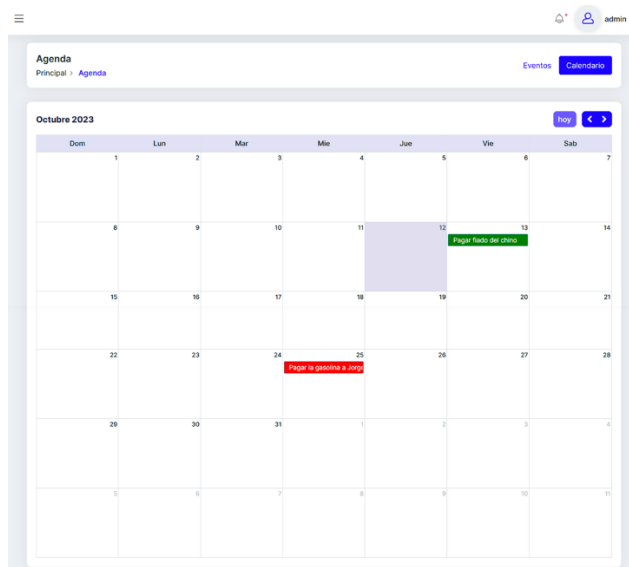 admin
Agenda
Principal > Agenda
Eventos Calendario
Octubre 2023
hoy < >
Dom Lun Mar Mie Jue Vie Sab
1 2 3 4 5 6 7
8 9 10 11 12 13 14
Pagar fiado del chino
15 16 17 18 19 20 21
22 23 24 25 26 27 28
Pagar la gasolina a Jorge
29 30 31 1 2 3 4
5 6 7 8 9 10 11